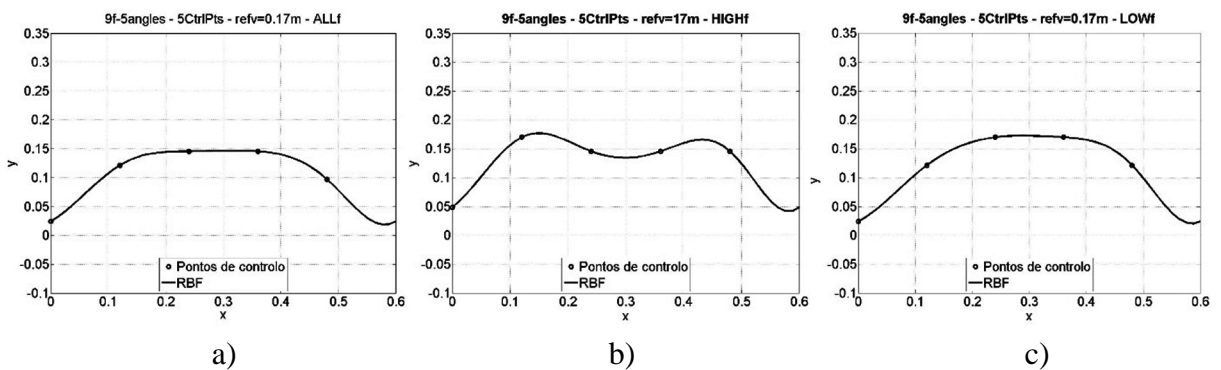 9f-5angles - 5CtrlPts - refv=0.17m - ALLf
0.35
0.3
0.25
0.2
0.15
0.1
0.05
0
-0.05
-0.1
y
Pontos de controlo
RBF
0 0.1 0.2 0.3 0.4 0.5 0.6
x
a)
9f-5angles - 5CtrlPts - refv=17m - HIGHf
0.35
0.3
0.25
0.2
0.15
0.1
0.05
0
-0.05
-0.1
y
Pontos de controlo
RBF
0 0.1 0.2 0.3 0.4 0.5 0.6
x
b)
9f-5angles - 5CtrlPts - refv=0.17m - LOWf
0.35
0.3
0.25
0.2
0.15
0.1
0.05
0
-0.05
-0.1
y
Pontos de controlo
RBF
0 0.1 0.2 0.3 0.4 0.5 0.6
x
c)